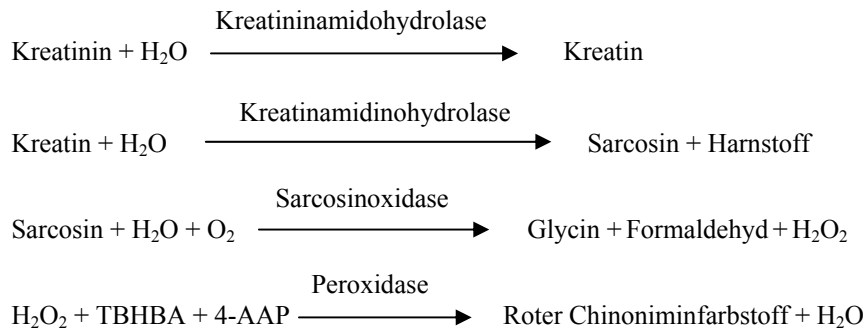 Kreatininamidohydrolase
Kreatinin + H₂O → Kreatin
Kreatinamidinohydrolase
Kreatin + H₂O → Sarcosin + Harnstoff
Sarcosinoxidase
Sarcosin + H₂O + O₂ → Glycin + Formaldehyd + H₂O₂
Peroxidase
H₂O₂ + TBHBA + 4-AAP → Roter Chinoniminfarbstoff + H₂O